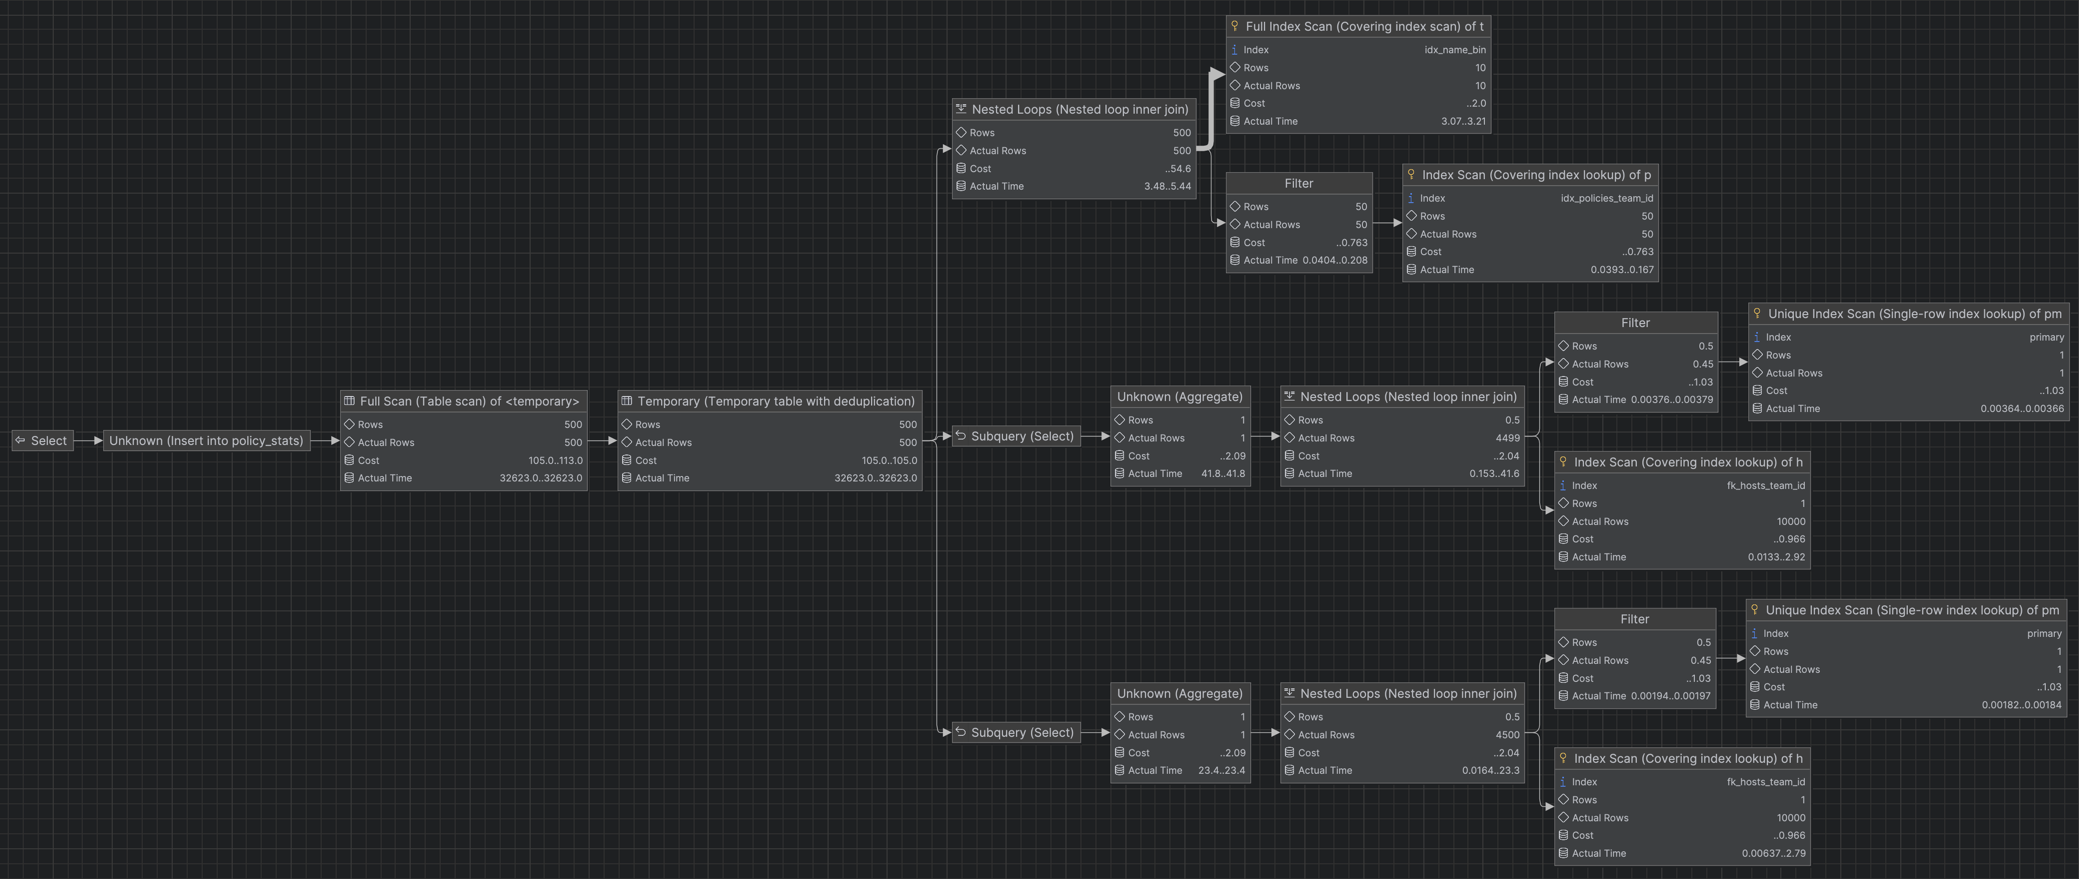 Select
Unknown (Insert into policy_stats)
Full Scan (Table scan) of <temporary>
Rows 500
Actual Rows 500
Cost 105.0..113.0
Actual Time 32623.0..32623.0
Temporary (Temporary table with deduplication)
Rows 500
Actual Rows 500
Cost 105.0..105.0
Actual Time 32623.0..32623.0
Nested Loops (Nested loop inner join)
Rows 500
Actual Rows 500
Cost ..54.6
Actual Time 3.48..5.44
Full Index Scan (Covering index scan) of t
Index idx_name_bin
Rows 10
Actual Rows 10
Cost ..2.0
Actual Time 3.07..3.21
Filter
Rows 50
Actual Rows 50
Cost ..0.763
Actual Time 0.0404..0.208
Index Scan (Covering index lookup) of p
Index idx_policies_team_id
Rows 50
Actual Rows 50
Cost ..0.763
Actual Time 0.0393..0.167
Subquery (Select)
Unknown (Aggregate)
Rows 1
Actual Rows 1
Cost ..2.09
Actual Time 41.8..41.8
Nested Loops (Nested loop inner join)
Rows 0.5
Actual Rows 4499
Cost ..2.04
Actual Time 0.153..41.6
Filter
Rows 0.5
Actual Rows 0.45
Cost ..1.03
Actual Time 0.00376..0.00379
Unique Index Scan (Single-row index lookup) of pm
Index primary
Rows 1
Actual Rows 1
Cost ..1.03
Actual Time 0.00364..0.00366
Index Scan (Covering index lookup) of h
Index fk_hosts_team_id
Rows 1
Actual Rows 10000
Cost ..0.966
Actual Time 0.0133..2.92
Subquery (Select)
Unknown (Aggregate)
Rows 1
Actual Rows 1
Cost ..2.09
Actual Time 23.4..23.4
Nested Loops (Nested loop inner join)
Rows 0.5
Actual Rows 4500
Cost ..2.04
Actual Time 0.0164..23.3
Filter
Rows 0.5
Actual Rows 0.45
Cost ..1.03
Actual Time 0.00194..0.00197
Unique Index Scan (Single-row index lookup) of pm
Index primary
Rows 1
Actual Rows 1
Cost ..1.03
Actual Time 0.00182..0.00184
Index Scan (Covering index lookup) of h
Index fk_hosts_team_id
Rows 1
Actual Rows 10000
Cost ..0.966
Actual Time 0.00637..2.79